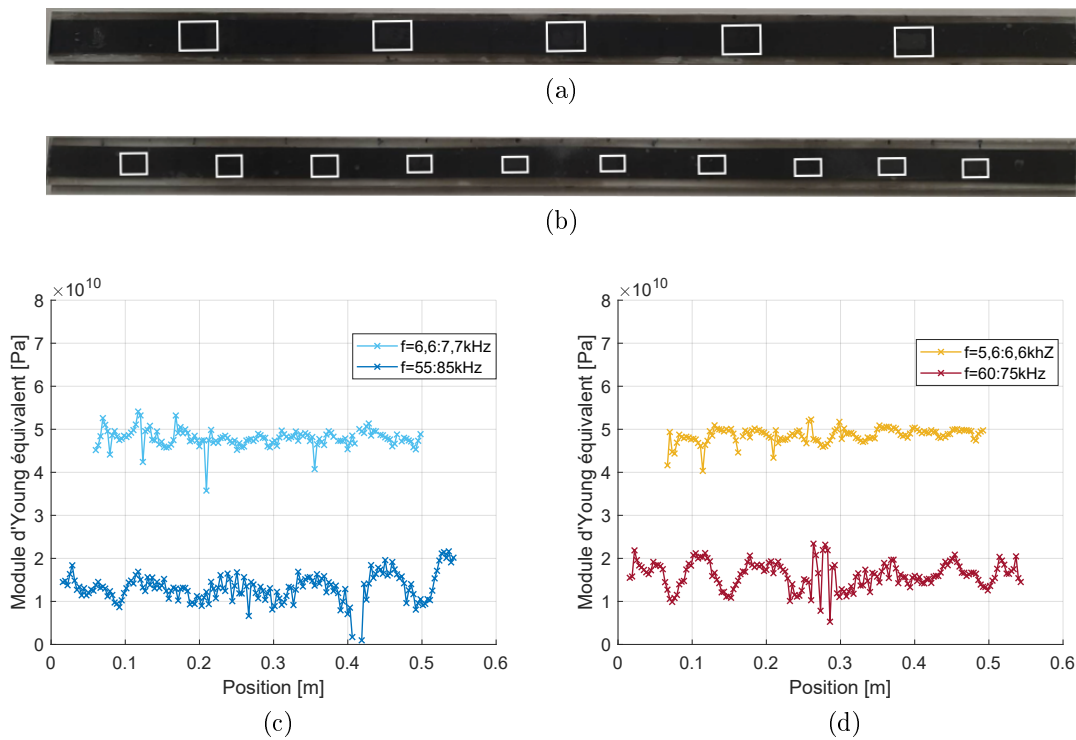 (a)
(b)
×10^10
8
7
6
5
4
3
2
1
0
0
0.1
0.2
0.3
0.4
0.5
0.6
Module d'Young équivalent [Pa]
Position [m]
f=6,6:7,7kHz
f=55:85kHz
(c)
×10^10
8
7
6
5
4
3
2
1
0
0
0.1
0.2
0.3
0.4
0.5
0.6
Module d'Young équivalent [Pa]
Position [m]
f=5,6:6,6khZ
f=60:75kHz
(d)